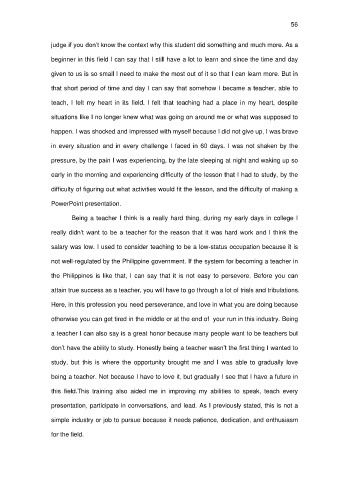 56
judge if you don't know the context why this student did something and much more. As a
beginner in this field I can say that I still have a lot to learn and since the time and day
given to us is so small I need to make the most out of it so that I can learn more. But in
that short period of time and day I can say that somehow I became a teacher, able to
teach, I felt my heart in its field. I felt that teaching had a place in my heart, despite
situations like I no longer knew what was going on around me or what was supposed to
happen. I was shocked and impressed with myself because I did not give up, I was brave
in every situation and in every challenge I faced in 60 days. I was not shaken by the
pressure, by the pain I was experiencing, by the late sleeping at night and waking up so
early in the morning and experiencing difficulty of the lesson that I had to study, by the
difficulty of figuring out what activities would fit the lesson, and the difficulty of making a
PowerPoint presentation.
Being a teacher I think is a really hard thing, during my early days in college I
really didn't want to be a teacher for the reason that it was hard work and I think the
salary was low. I used to consider teaching to be a low-status occupation because it is
not well-regulated by the Philippine government. If the system for becoming a teacher in
the Philippines is like that, I can say that it is not easy to persevere. Before you can
attain true success as a teacher, you will have to go through a lot of trials and tribulations.
Here, in this profession you need perseverance, and love in what you are doing because
otherwise you can get tired in the middle or at the end of your run in this industry. Being
a teacher I can also say is a great honor because many people want to be teachers but
don't have the ability to study. Honestly being a teacher wasn't the first thing I wanted to
study, but this is where the opportunity brought me and I was able to gradually love
being a teacher. Not because I have to love it, but gradually I see that I have a future in
this field.This training also aided me in improving my abilities to speak, teach every
presentation, participate in conversations, and lead. As I previously stated, this is not a
simple industry or job to pursue because it needs patience, dedication, and enthusiasm
for the field.